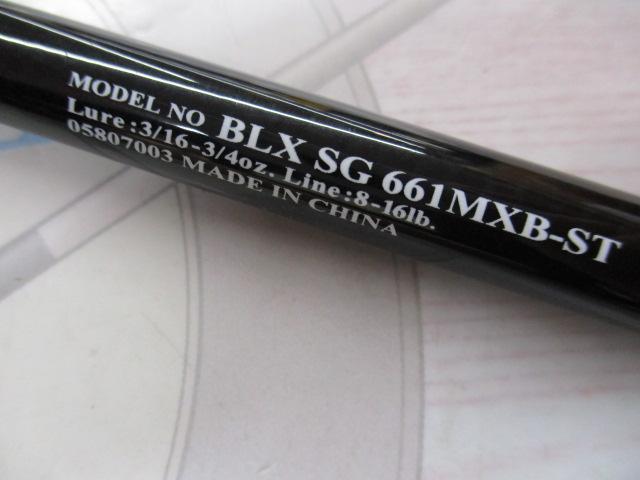 MODEL NO BLX SG 661MXB-ST
Lure:3/16-3/4oz. Line:8-16lb.
05807003 MADE IN CHINA